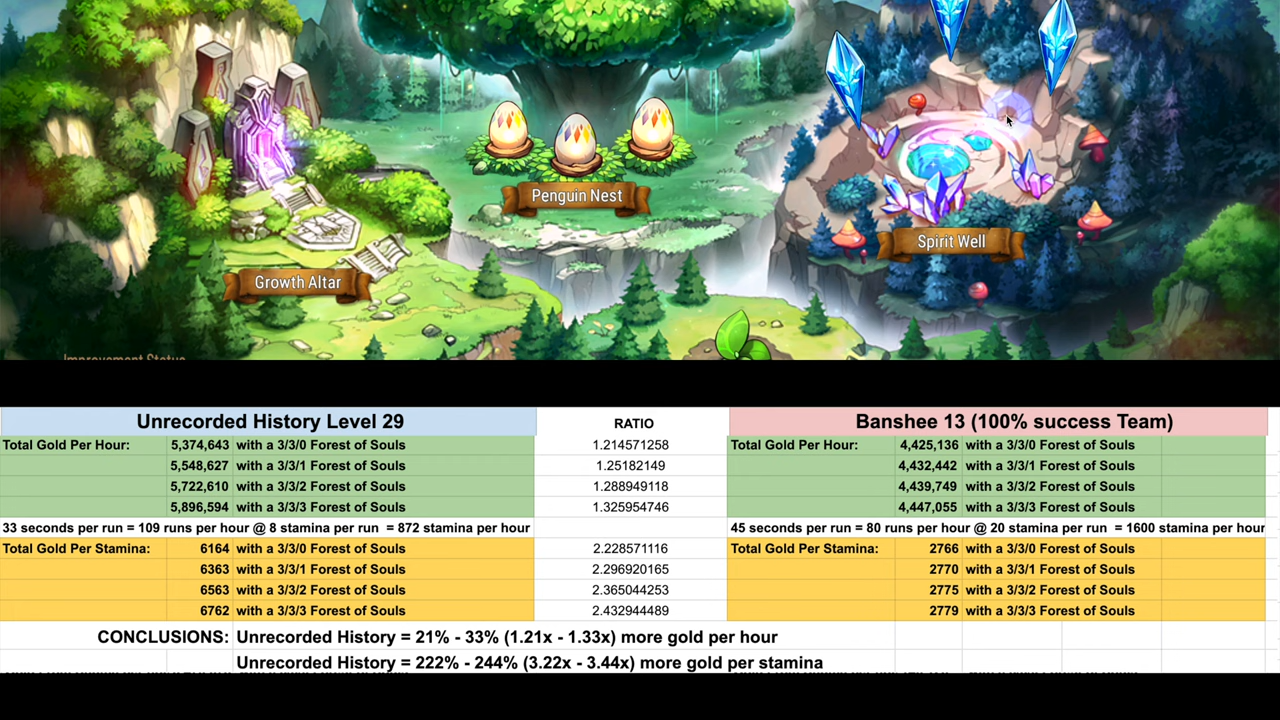 Penguin Nest
Spirit Well
Growth Altar
Improvement Status
Unrecorded History Level 29 RATIO Banshee 13 (100% success Team)
Total Gold Per Hour: 5,374,643 with a 3/3/0 Forest of Souls 1.214571258 Total Gold Per Hour: 4,425,136 with a 3/3/0 Forest of Souls
5,548,627 with a 3/3/1 Forest of Souls 1.25182149 4,432,442 with a 3/3/1 Forest of Souls
5,722,610 with a 3/3/2 Forest of Souls 1.288949118 4,439,749 with a 3/3/2 Forest of Souls
5,896,594 with a 3/3/3 Forest of Souls 1.325954746 4,447,055 with a 3/3/3 Forest of Souls
33 seconds per run = 109 runs per hour @ 8 stamina per run = 872 stamina per hour 45 seconds per run = 80 runs per hour @ 20 stamina per run = 1600 stamina per hour
Total Gold Per Stamina: 6164 with a 3/3/0 Forest of Souls 2.228571116 Total Gold Per Stamina: 2766 with a 3/3/0 Forest of Souls
6363 with a 3/3/1 Forest of Souls 2.296920165 2770 with a 3/3/1 Forest of Souls
6563 with a 3/3/2 Forest of Souls 2.365044253 2775 with a 3/3/2 Forest of Souls
6762 with a 3/3/3 Forest of Souls 2.432944489 2779 with a 3/3/3 Forest of Souls
CONCLUSIONS: Unrecorded History = 21% - 33% (1.21x - 1.33x) more gold per hour
Unrecorded History = 222% - 244% (3.22x - 3.44x) more gold per stamina